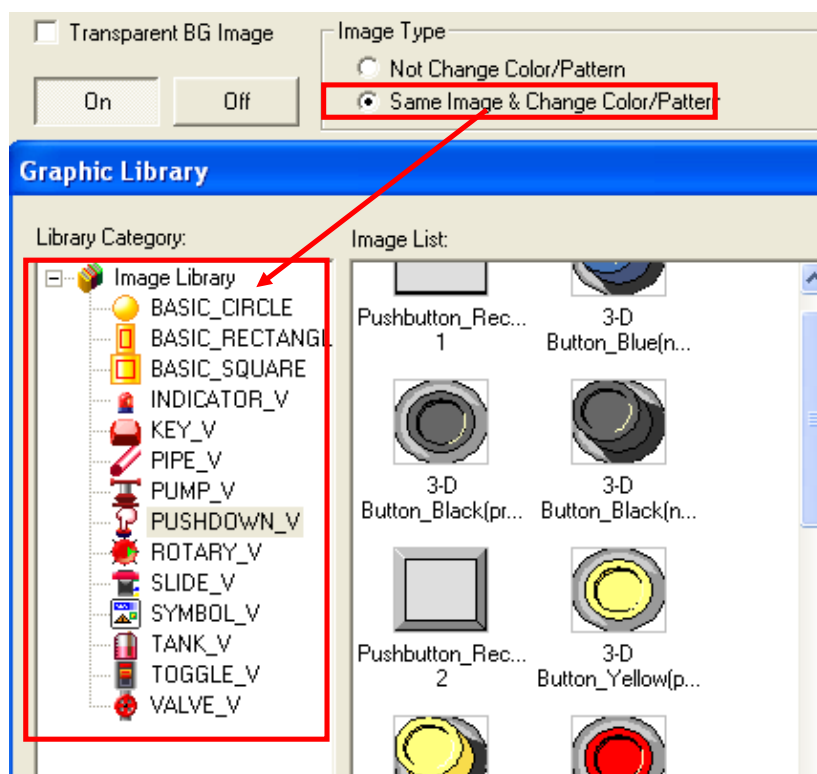 Transparent BG Image
Image Type
Not Change Color/Pattern
On
Off
Same Image & Change Color/Pattern
Graphic Library
Library Category:
Image List:
Image Library
BASIC_CIRCLE
BASIC_RECTANGL
BASIC_SQUARE
INDICATOR_V
KEY_V
PIPE_V
PUMP_V
PUSHDOWN_V
ROTARY_V
SLIDE_V
SYMBOL_V
TANK_V
TOGGLE_V
VALVE_V
Pushbutton_Rec...
1
3-D
Button_Blue(n...
3-D
Button_Black(pr...
3-D
Button_Black(n...
Pushbutton_Rec...
2
3-D
Button_Yellow(p...